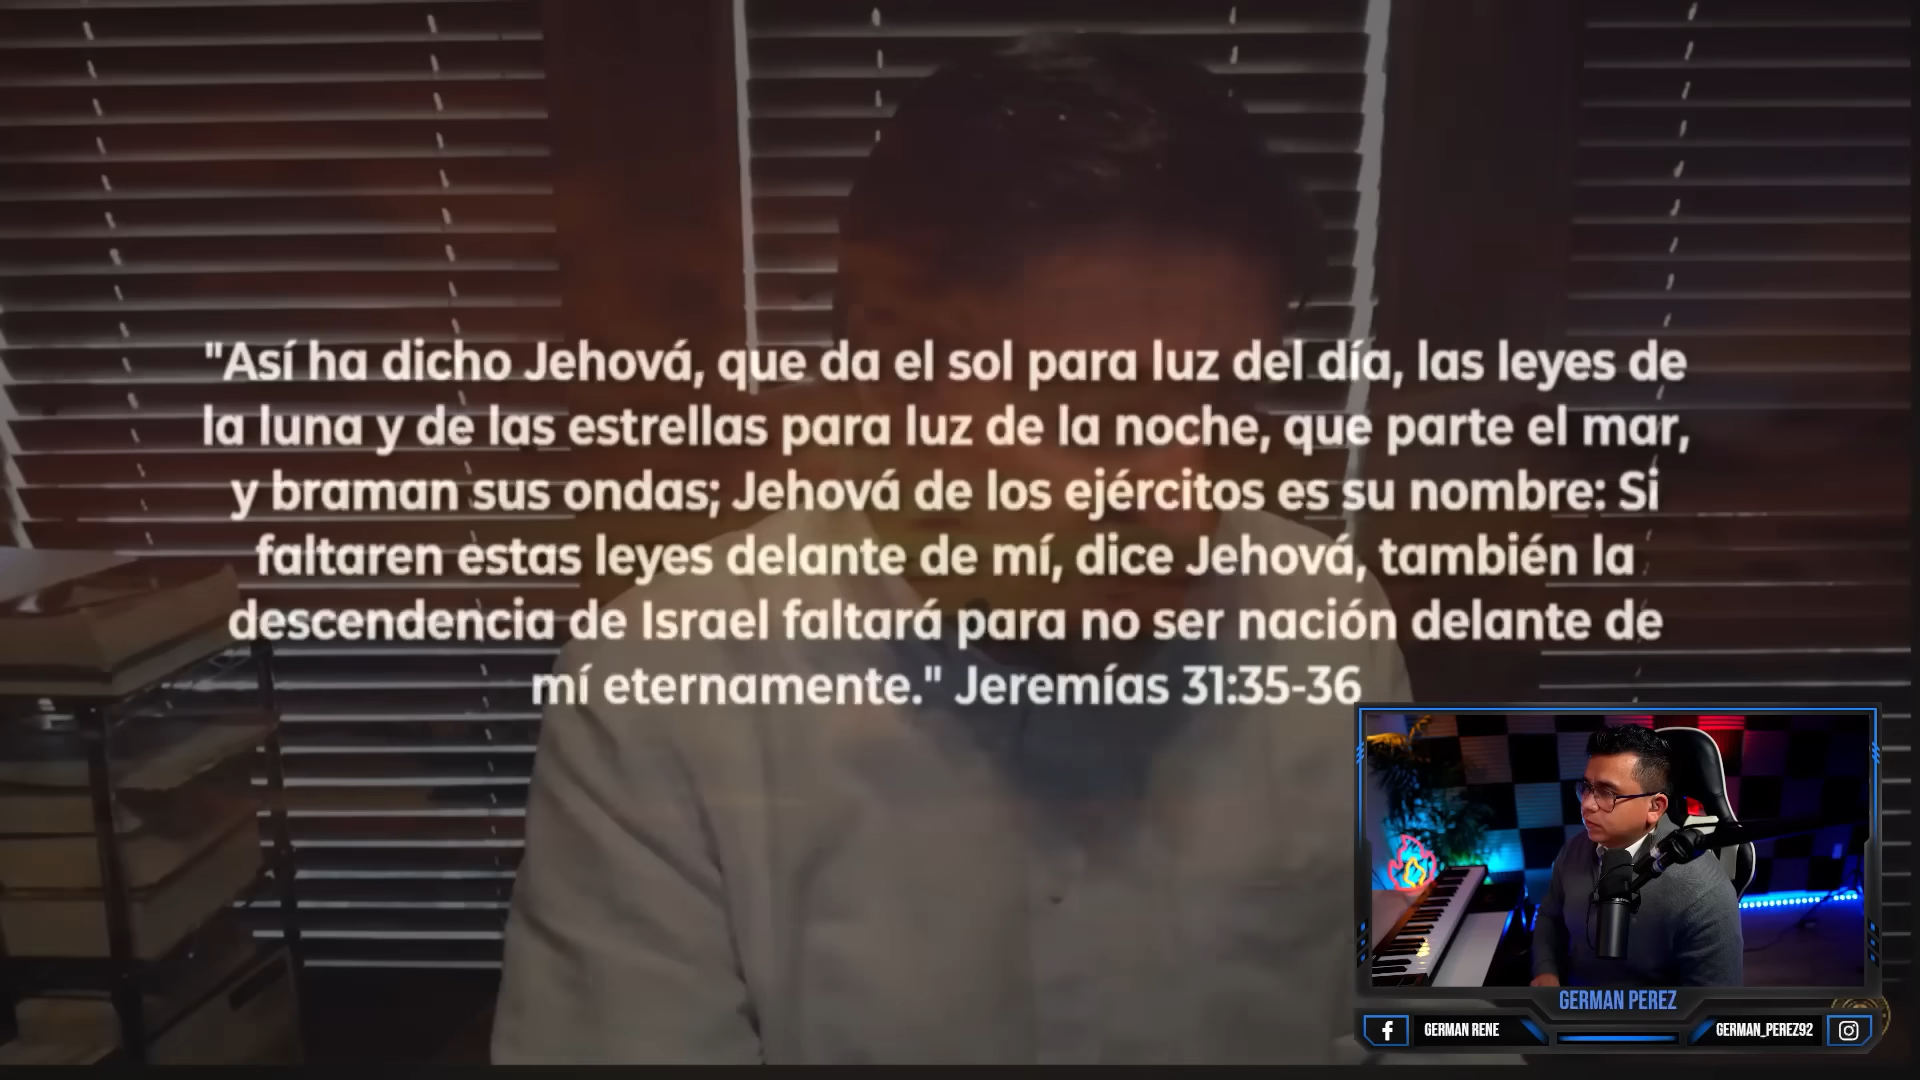 "Así ha dicho Jehová, que da el sol para luz del día, las leyes de
la luna y de las estrellas para luz de la noche, que parte el mar,
y braman sus ondas; Jehová de los ejércitos es su nombre: Si
faltaren estas leyes delante de mí, dice Jehová, también la
descendencia de Israel faltará para no ser nación delante de
mí eternamente." Jeremías 31:35-36
GERMAN PEREZ
GERMAN RENE
GERMAN_PEREZ92